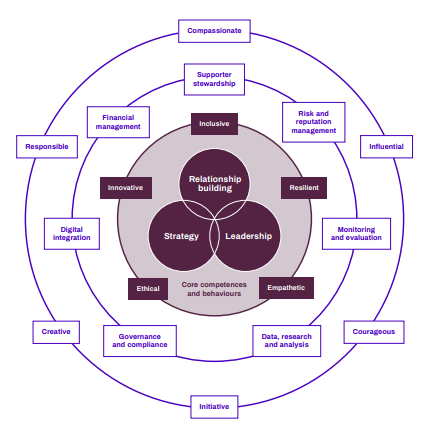 Compassionate
Supporter
stewardship
Financial
management
Risk and
reputation
management
Inclusive
Responsible
Influential
Relationship
building
Innovative
Resilient
Digital
integration
Strategy
Leadership
Monitoring
and evaluation
Ethical
Core competences
and behaviours
Empathetic
Creative
Governance
and compliance
Data, research
and analysis
Courageous
Initiative